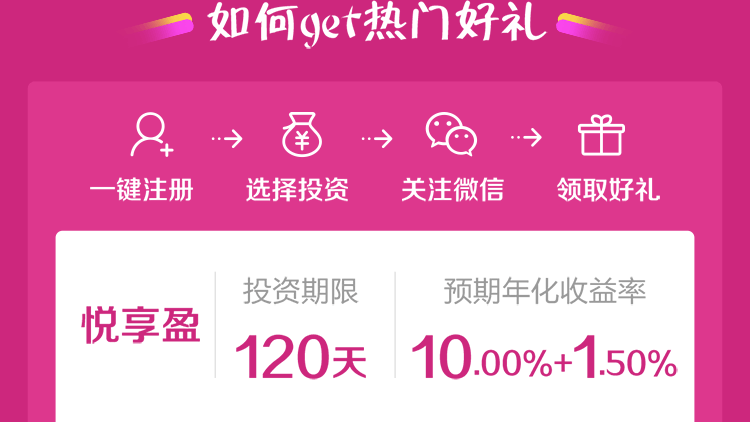 如何get热门好礼
一键注册 选择投资 关注微信 领取好礼
悦享盈 投资期限 预期年化收益率
120天 10.00%+1.50%